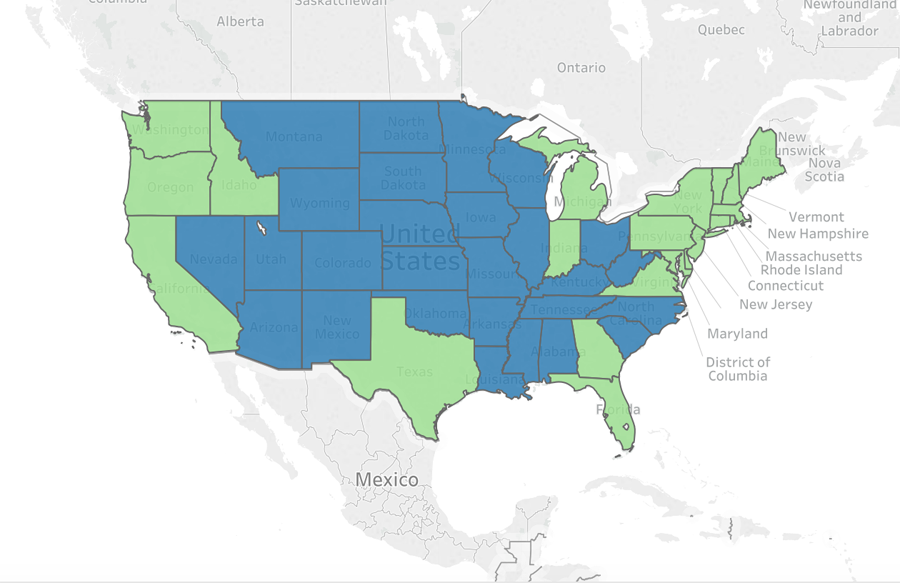 Columbia
Saskatchewan
Newfoundland
and
Labrador
Alberta
Quebec
Ontario
Washington
Montana
North
Dakota
Minnesota
New
Brunswick
Maine
Nova
Scotia
Oregon
Idaho
South
Dakota
Wisconsin
Wyoming
Michigan
New
York
Vermont
New Hampshire
Iowa
United
States
Pennsylvania
Nevada
Utah
Colorado
Indiana
Massachusetts
Rhode Island
Connecticut
Missouri
Kentucky
Virginia
California
New Jersey
Oklahoma
Tennessee
North
Carolina
Arizona
New
Mexico
Arkansas
Maryland
Alabama
District of
Columbia
Texas
Louisiana
Florida
Mexico